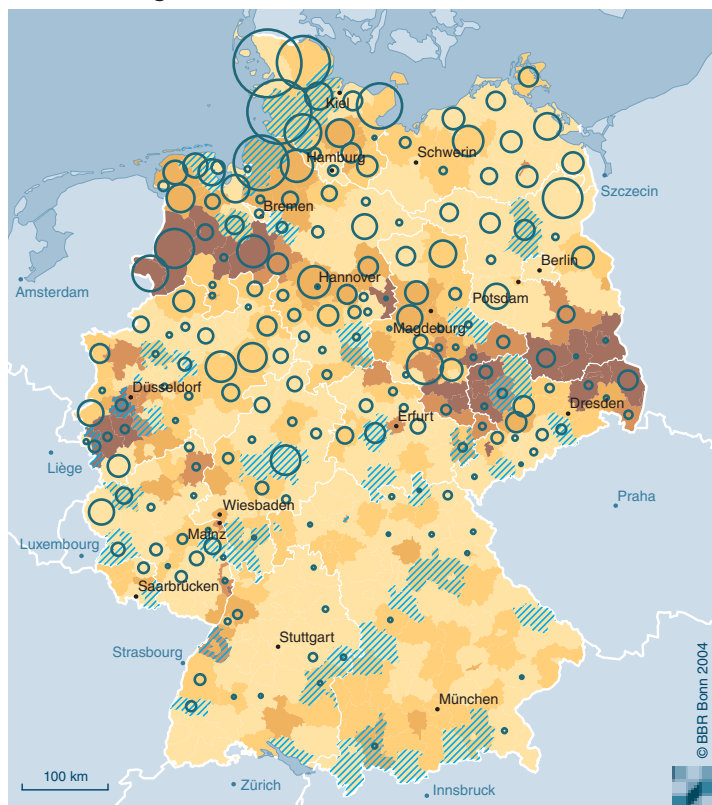 Kiel
Hamburg
Schwerin
Szczecin
Bremen
Berlin
Amsterdam
Hannover
Potsdam
Magdeburg
Düsseldorf
Dresden
Erfurt
Liège
Praha
Wiesbaden
Luxembourg
Mainz
Saarbrücken
Strasbourg
Stuttgart
München
100 km
Zürich
Innsbruck
© BBR Bonn 2004